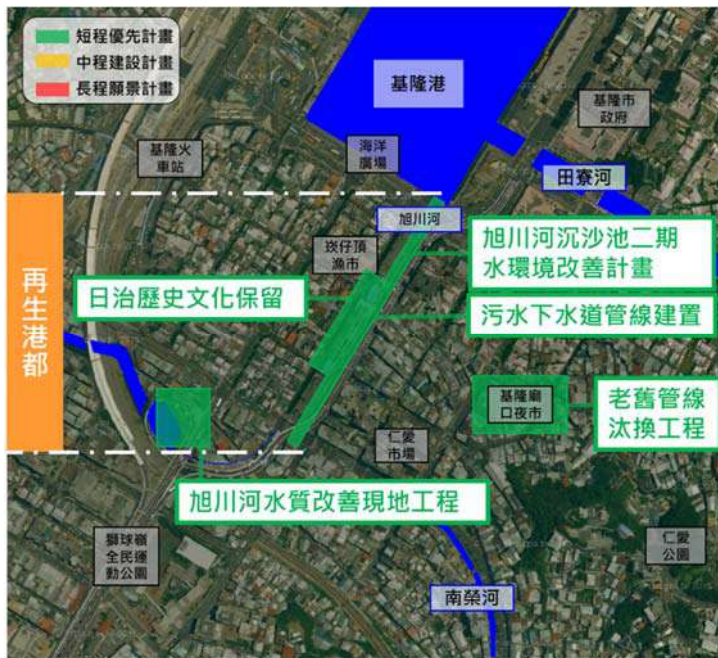 短程優先計畫
中程建設計畫
長程願景計畫
基隆港
基隆市
政府
基隆火
車站
海洋
廣場
田寮河
旭川河
崁仔頂
漁市
旭川河沉沙池二期
水環境改善計畫
日治歷史文化保留
污水下水道管線建置
再生港都
基隆廟
口夜市
老舊管線
汰換工程
仁愛
市場
旭川河水質改善現地工程
獅球嶺
全民運
動公園
仁愛
公園
南榮河